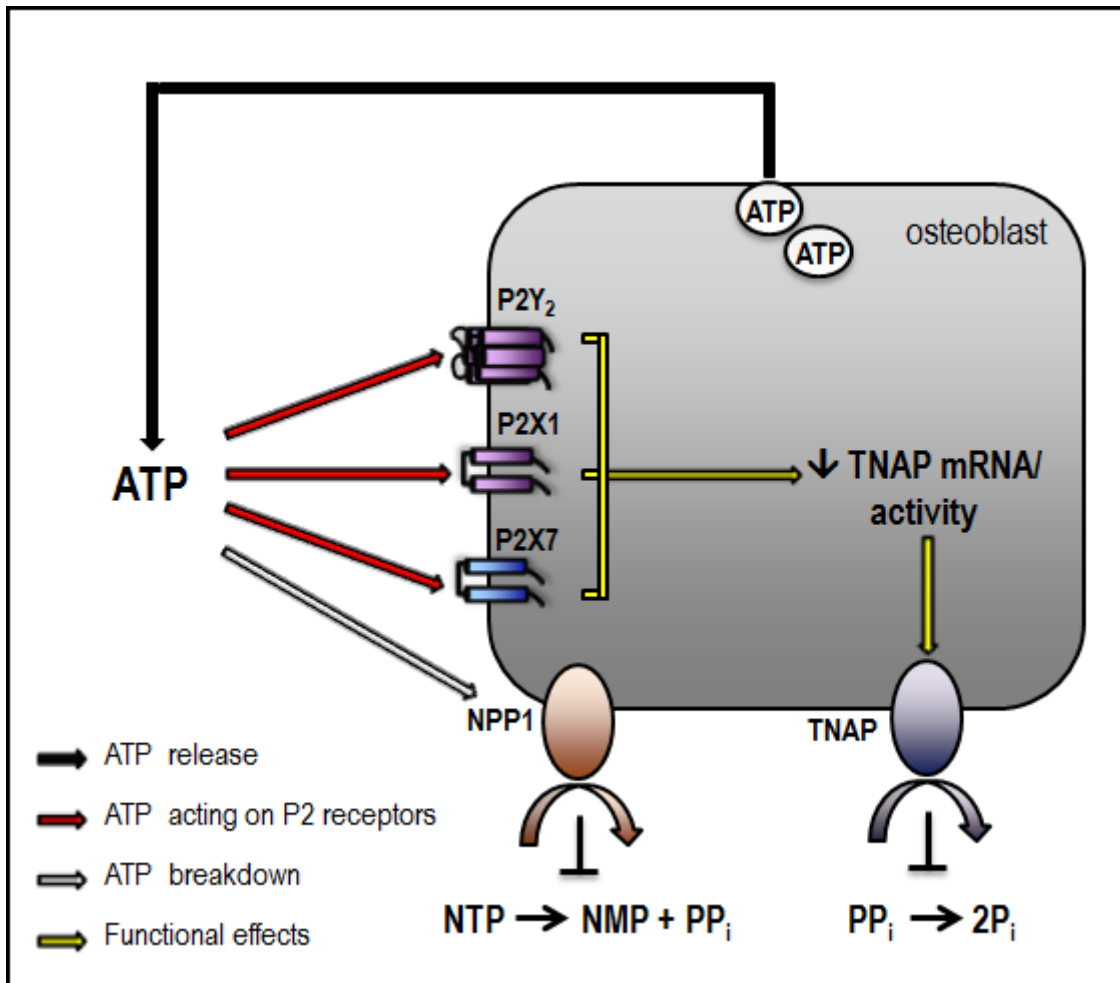 ATP
ATP
osteoblast
P2Y₂
P2X1
ATP
↓ TNAP mRNA/
activity
P2X7
NPP1
TNAP
ATP release
ATP acting on P2 receptors
ATP breakdown
Functional effects
NTP → NMP + PPᵢ
PPᵢ → 2Pᵢ